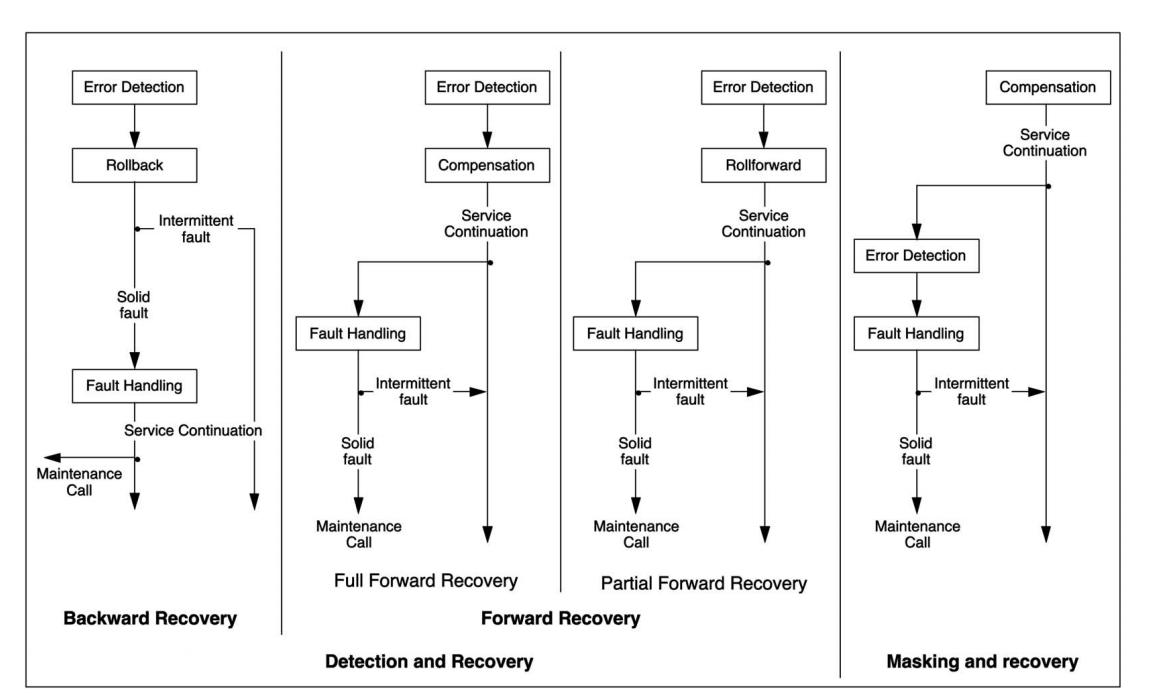 Error Detection
Rollback
Intermittent
fault
Solid
fault
Fault Handling
Service Continuation
Maintenance
Call
Backward Recovery
Error Detection
Compensation
Service
Continuation
Fault Handling
Intermittent
fault
Solid
fault
Maintenance
Call
Full Forward Recovery
Error Detection
Rollforward
Service
Continuation
Fault Handling
Intermittent
fault
Solid
fault
Maintenance
Call
Partial Forward Recovery
Forward Recovery
Detection and Recovery
Compensation
Service
Continuation
Error Detection
Fault Handling
Intermittent
fault
Solid
fault
Maintenance
Call
Masking and recovery